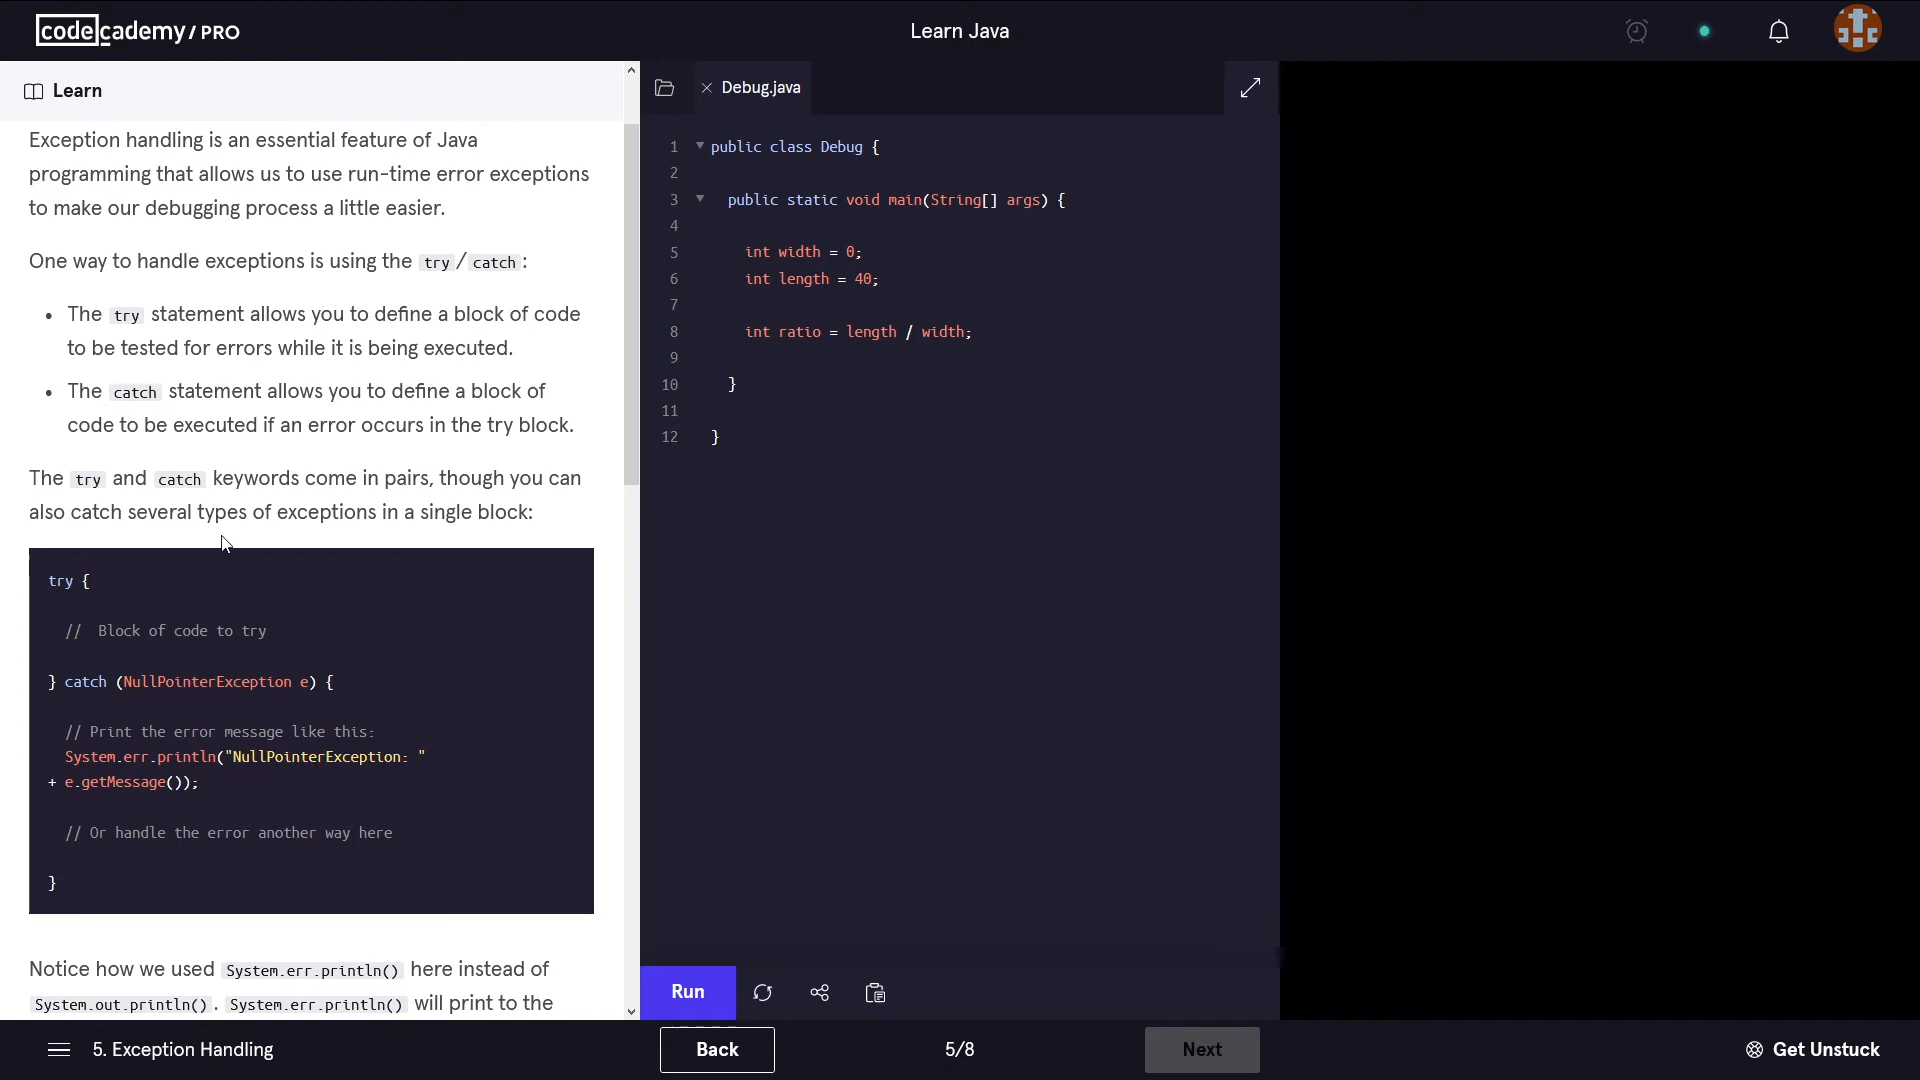 codecademy / PRO
Learn Java
Learn
Debug.java
Exception handling is an essential feature of Java
programming that allows us to use run-time error exceptions
to make our debugging process a little easier.
One way to handle exceptions is using the try / catch :
• The try statement allows you to define a block of code
to be tested for errors while it is being executed.
• The catch statement allows you to define a block of
code to be executed if an error occurs in the try block.
The try and catch keywords come in pairs, though you can
also catch several types of exceptions in a single block:
try {
// Block of code to try
} catch (NullPointerException e) {
// Print the error message like this:
System.err.println("NullPointerException: "
+ e.getMessage());
// Or handle the error another way here
}
Notice how we used System.err.println() here instead of
System.out.println() . System.err.println() will print to the
1 public class Debug {
2
3 public static void main(String[] args) {
4
5 int width = 0;
6 int length = 40;
7
8 int ratio = length / width;
9
10 }
11
12 }
Run
5. Exception Handling
Back
5/8
Next
Get Unstuck